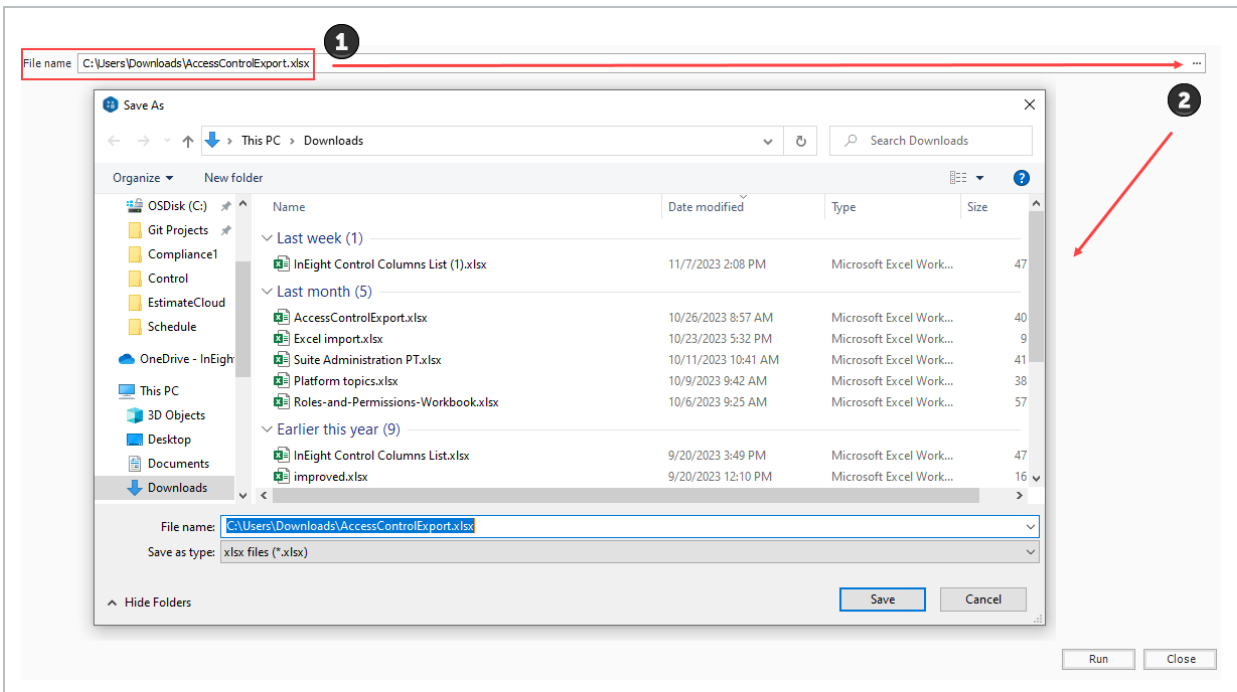 1
File name C:\Users\Downloads\AccessControlExport.xlsx ...
2
Save As
This PC > Downloads
Search Downloads
Organize New folder
OSDisk (C:)
Git Projects
Compliance1
Control
EstimateCloud
Schedule
OneDrive - InEigh
This PC
3D Objects
Desktop
Documents
Downloads
Name Date modified Type Size
Last week (1)
InEight Control Columns List (1).xlsx 11/7/2023 2:08 PM Microsoft Excel Work... 47
Last month (5)
AccessControlExport.xlsx 10/26/2023 8:57 AM Microsoft Excel Work... 40
Excel import.xlsx 10/23/2023 5:32 PM Microsoft Excel Work... 9
Suite Administration PT.xlsx 10/11/2023 10:41 AM Microsoft Excel Work... 41
Platform topics.xlsx 10/9/2023 9:42 AM Microsoft Excel Work... 38
Roles-and-Permissions-Workbook.xlsx 10/6/2023 9:25 AM Microsoft Excel Work... 57
Earlier this year (9)
InEight Control Columns List.xlsx 9/20/2023 3:49 PM Microsoft Excel Work... 47
improved.xlsx 9/20/2023 12:10 PM Microsoft Excel Work... 16
File name: C:\Users\Downloads\AccessControlExport.xlsx
Save as type: xlsx files (*.xlsx)
Hide Folders Save Cancel
Run Close